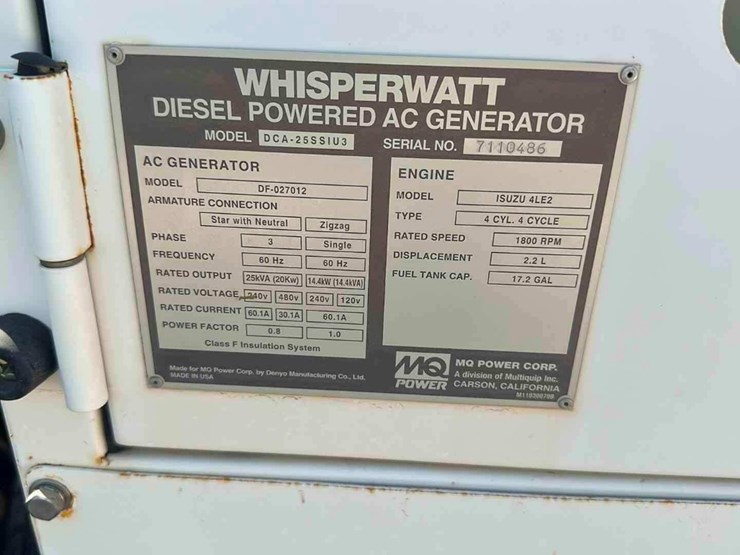 WHISPERWATT
DIESEL POWERED AC GENERATOR
MODEL DCA-25SSIU3 SERIAL NO. 7110486
AC GENERATOR
MODEL DF-027012
ARMATURE CONNECTION
Star with Neutral Zigzag
PHASE 3 Single
FREQUENCY 60 Hz 60 Hz
RATED OUTPUT 25kVA (20Kw) 14.4kW (14.4kVA)
RATED VOLTAGE 240v 480v 240v 120v
RATED CURRENT 60.1A 30.1A 60.1A
POWER FACTOR 0.8 1.0
Class F Insulation System
ENGINE
MODEL ISUZU 4LE2
TYPE 4 CYL. 4 CYCLE
RATED SPEED 1800 RPM
DISPLACEMENT 2.2 L
FUEL TANK CAP. 17.2 GAL
Made for MQ Power Corp. by Denyo Manufacturing Co., Ltd.
MADE IN USA
MQ
POWER
MQ POWER CORP.
A division of Multiquip Inc.
CARSON, CALIFORNIA